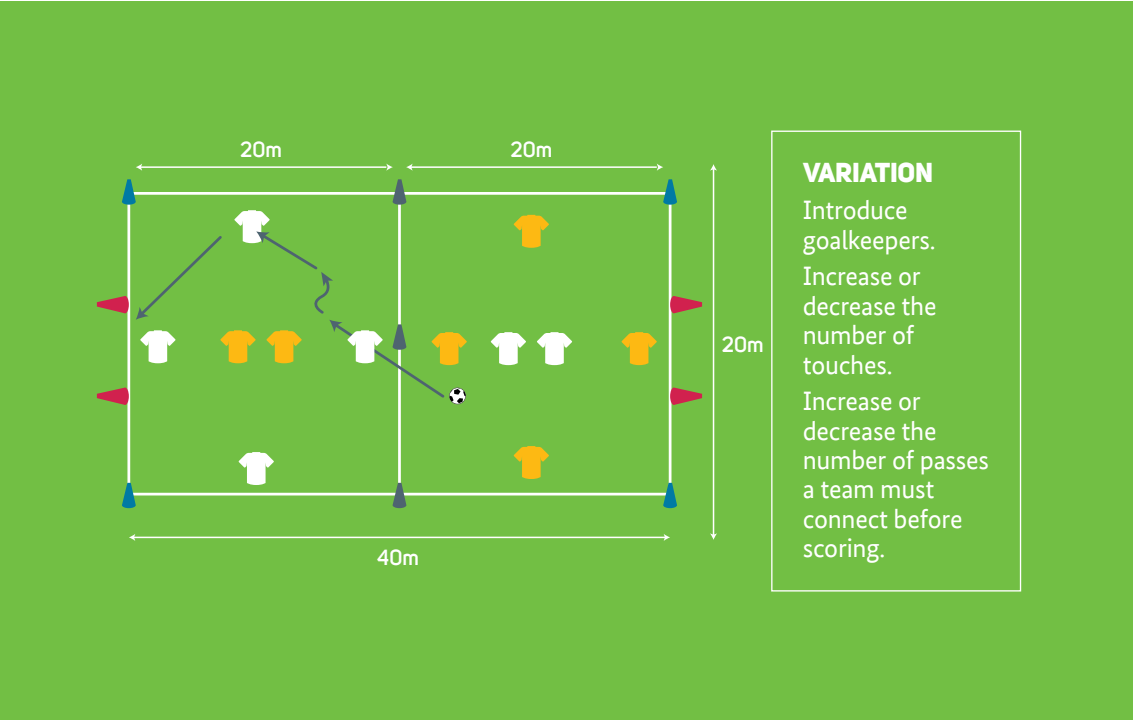 20m
20m
20m
40m
VARIATION
Introduce
goalkeepers.
Increase or
decrease the
number of
touches.
Increase or
decrease the
number of passes
a team must
connect before
scoring.